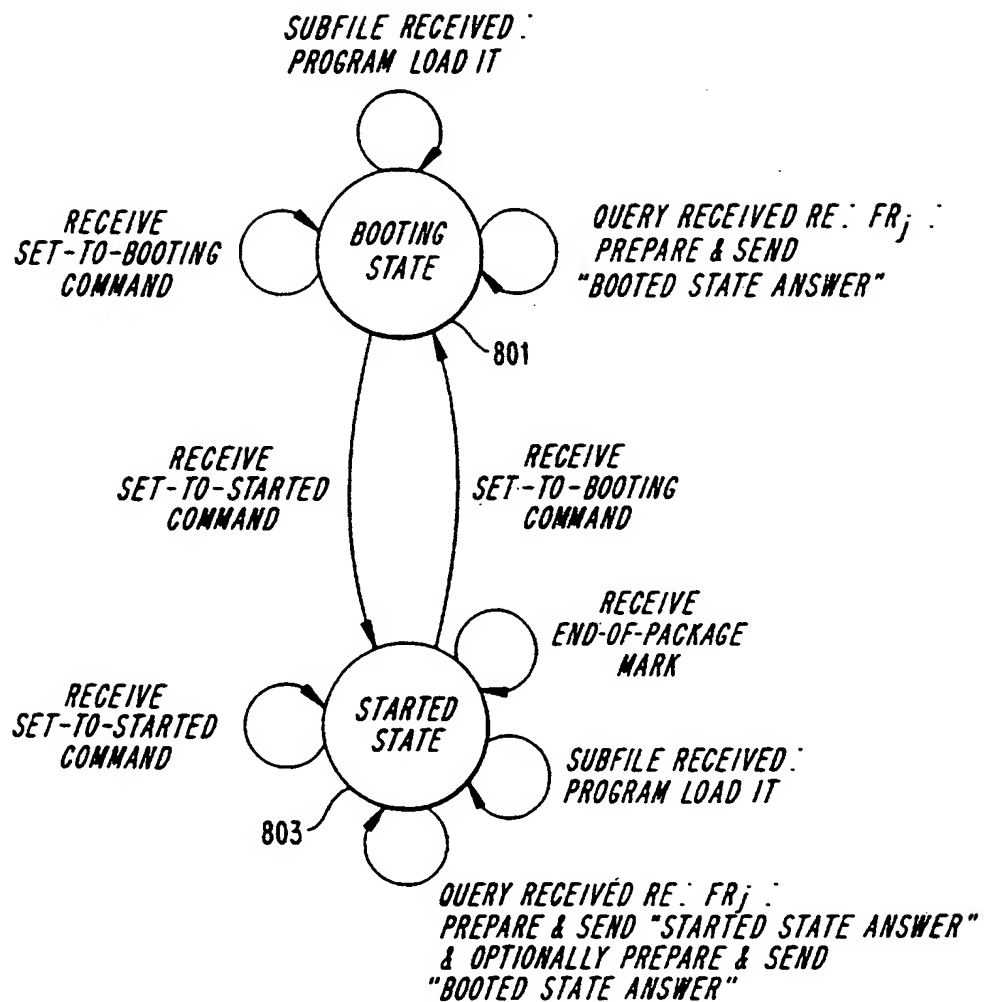 SUBFILE RECEIVED:
PROGRAM LOAD IT
RECEIVE
SET-TO-BOOTING
COMMAND
BOOTING
STATE
QUERY RECEIVED RE: FRj :
PREPARE & SEND
"BOOTED STATE ANSWER"
801
RECEIVE
SET-TO-STARTED
COMMAND
RECEIVE
SET-TO-BOOTING
COMMAND
RECEIVE
END-OF-PACKAGE
MARK
RECEIVE
SET-TO-STARTED
COMMAND
STARTED
STATE
SUBFILE RECEIVED:
PROGRAM LOAD IT
803
QUERY RECEIVED RE: FRj :
PREPARE & SEND "STARTED STATE ANSWER"
& OPTIONALLY PREPARE & SEND
"BOOTED STATE ANSWER"